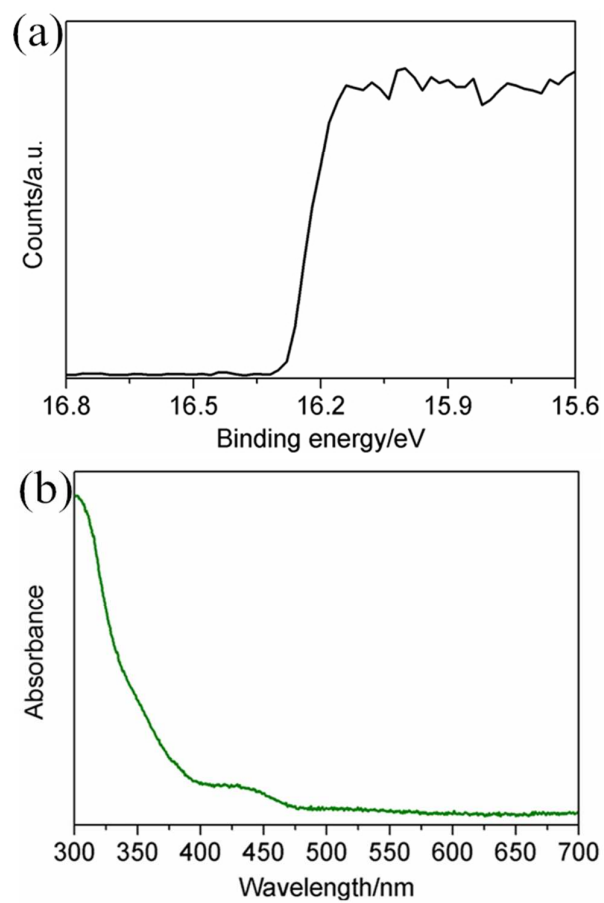 (a)
Counts/a.u.
16.8 16.5 16.2 15.9 15.6
Binding energy/eV
(b)
Absorbance
300 350 400 450 500 550 600 650 700
Wavelength/nm